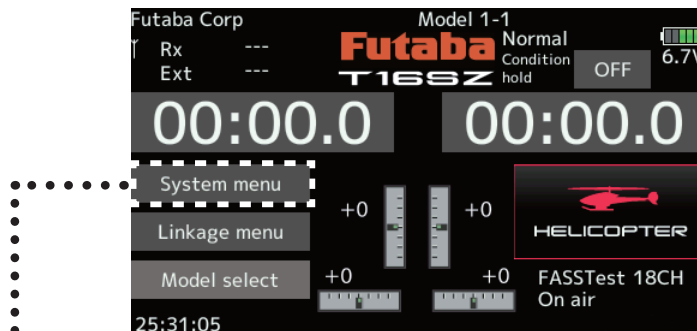 Futaba Corp Model 1-1
Rx ---
Ext ---
Futaba
T16SZ
Normal
Condition
hold
OFF
6.7V
00:00.0 00:00.0
System menu
Linkage menu
Model select
+0 +0
+0 +0
HELICOPTER
FASSTest 18CH
On air
25:31:05